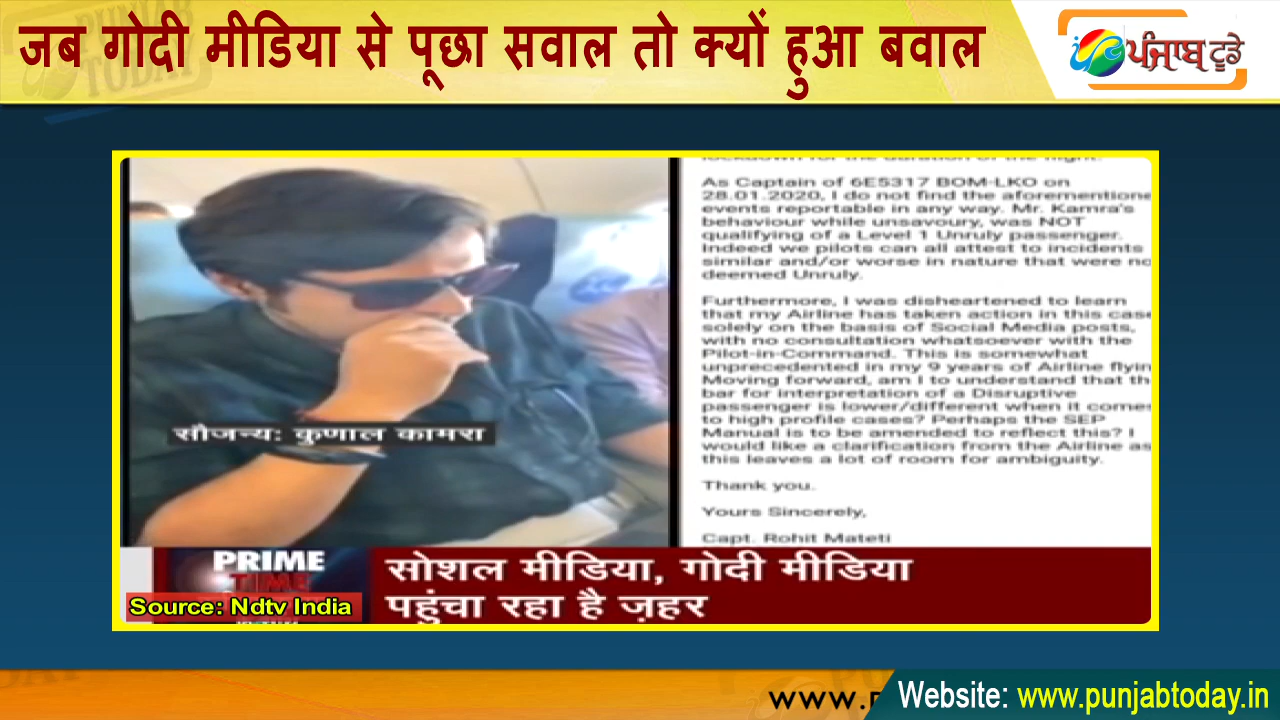 जब गोदी मीडिया से पूछा सवाल तो क्यों हुआ बवाल
ਪੰਜਾਬ ਟੂਡੇ
As Captain of 6E5317 BOM-LKO on
28.01.2020, I do not find the aforementione
events reportable in any way. Mr. Kamra's
behaviour while unsavoury, was NOT
qualifying of a Level 1 Unruly passenger.
Indeed we pilots can all attest to incidents
similar and/or worse in nature that were no
deemed Unruly.
Furthermore, I was disheartened to learn
that my Airline has taken action in this case
solely on the basis of Social Media posts,
with no consultation whatsoever with the
Pilot-in-Command. This is somewhat
unprecedented in my 9 years of Airline flyin
Moving forward, am I to understand that th
bar for interpretation of a Disruptive
passenger is lower/different when it comes
to high profile cases? Perhaps the SEP
Manual is to be amended to reflect this? I
would like a clarification from the Airline as
this leaves a lot of room for ambiguity.
Thank you.
Yours Sincerely,
Capt. Rohit Mateti
सौजन्य: कुणाल कामरा
PRIME
TIME
Source: Ndtv India
सोशल मीडिया, गोदी मीडिया
पहुंचा रहा है ज़हर
www.p
Website: www.punjabtoday.in